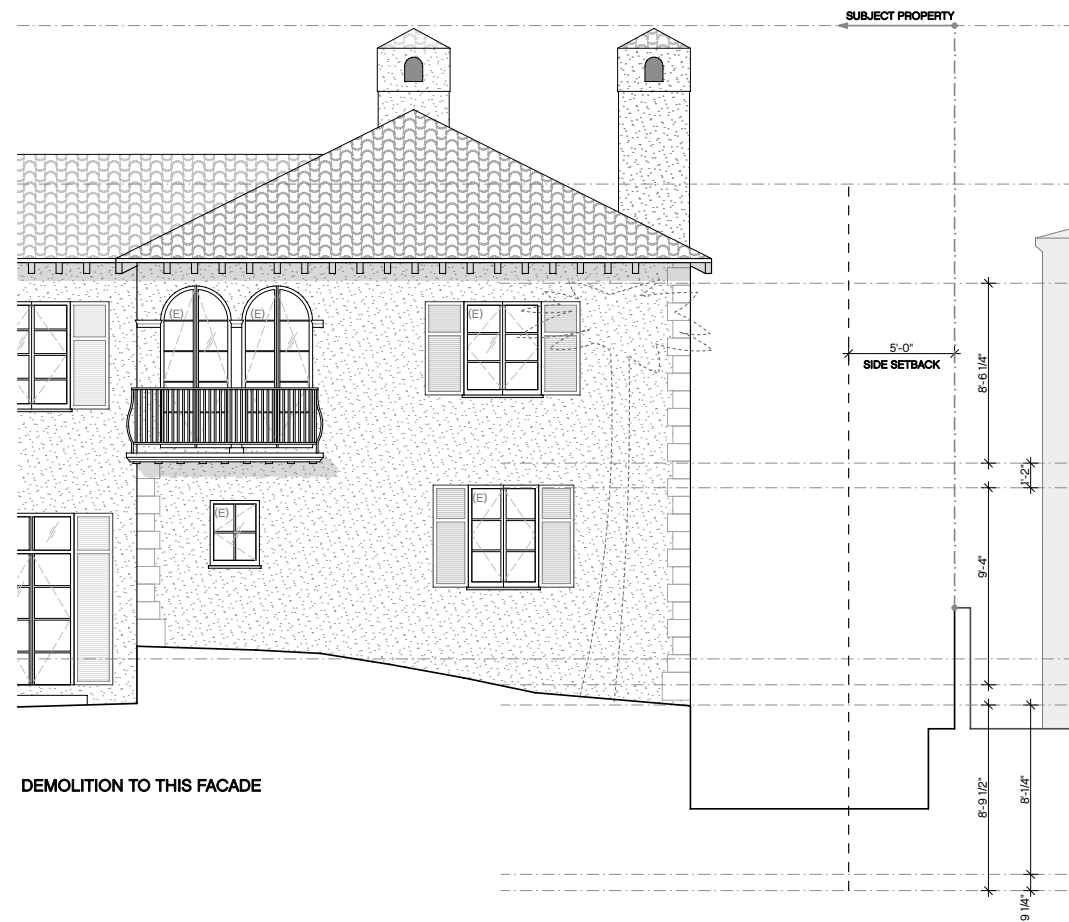 SUBJECT PROPERTY
(E)
(E)
(E)
5'-0"
SIDE SETBACK
8'-6 1/4"
1'-2"
(E)
(E)
9'-4"
DEMOLITION TO THIS FACADE
8'-9 1/2"
8'-1/4"
9 1/4"